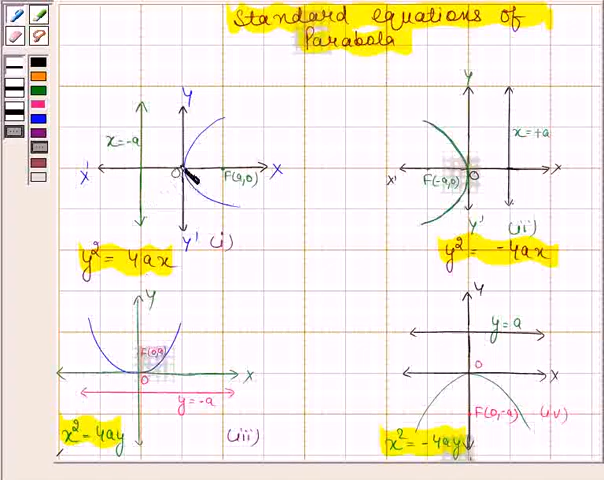 Standard equations of
Parabola
Y
x=-a
X'
O
F(a,0)
X
Y'
(i)
y² = 4ax
Y
x=+a
X'
F(-a,0)
O
X
Y'
(ii)
y² = -4ax
Y
F(0,a)
O
X
y=-a
x²=4ay
(iii)
Y
y=a
O
X
F(0,-a)
(iv)
x² = -4ay